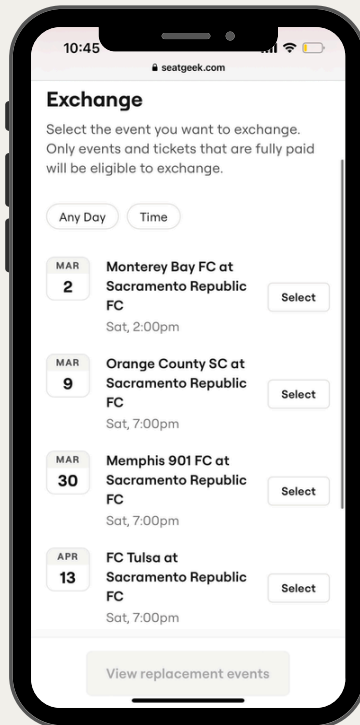 10:45
seatgeek.com
Exchange
Select the event you want to exchange.
Only events and tickets that are fully paid
will be eligible to exchange.
Any Day
Time
MAR
2
Monterey Bay FC at
Sacramento Republic
FC
Sat, 2:00pm
Select
MAR
9
Orange County SC at
Sacramento Republic
FC
Sat, 7:00pm
Select
MAR
30
Memphis 901 FC at
Sacramento Republic
FC
Sat, 7:00pm
Select
APR
13
FC Tulsa at
Sacramento Republic
FC
Sat, 7:00pm
Select
View replacement events